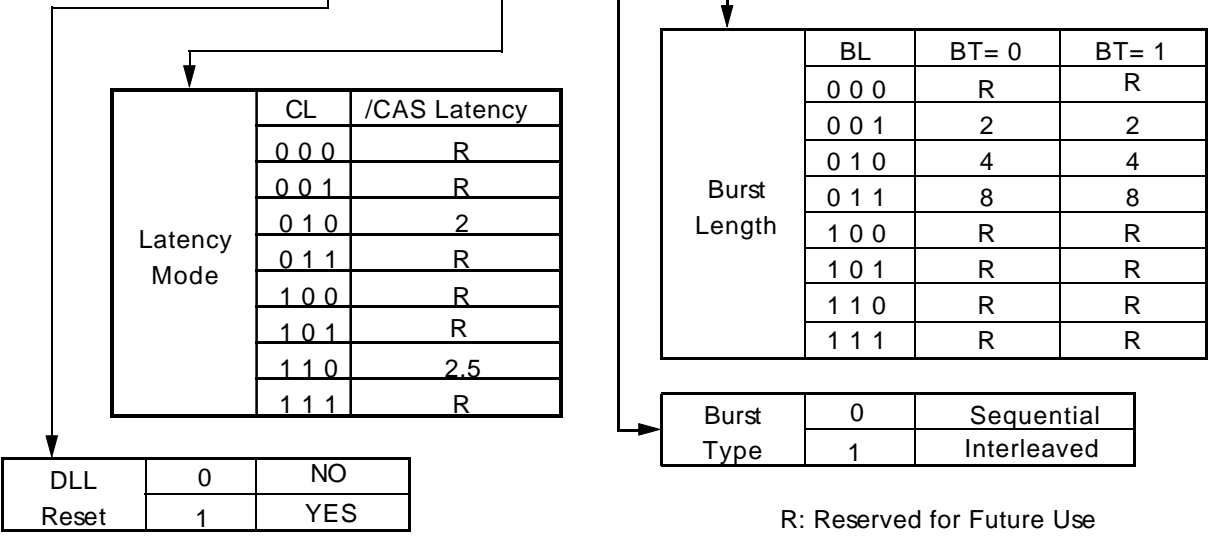 CL /CAS Latency
0 0 0 R
0 0 1 R
0 1 0 2
0 1 1 R
1 0 0 R
1 0 1 R
1 1 0 2.5
1 1 1 R
Latency
Mode
DLL
Reset
0 NO
1 YES
BL BT= 0 BT= 1
0 0 0 R R
0 0 1 2 2
0 1 0 4 4
0 1 1 8 8
1 0 0 R R
1 0 1 R R
1 1 0 R R
1 1 1 R R
Burst
Length
Burst
Type
0 Sequential
1 Interleaved
R: Reserved for Future Use